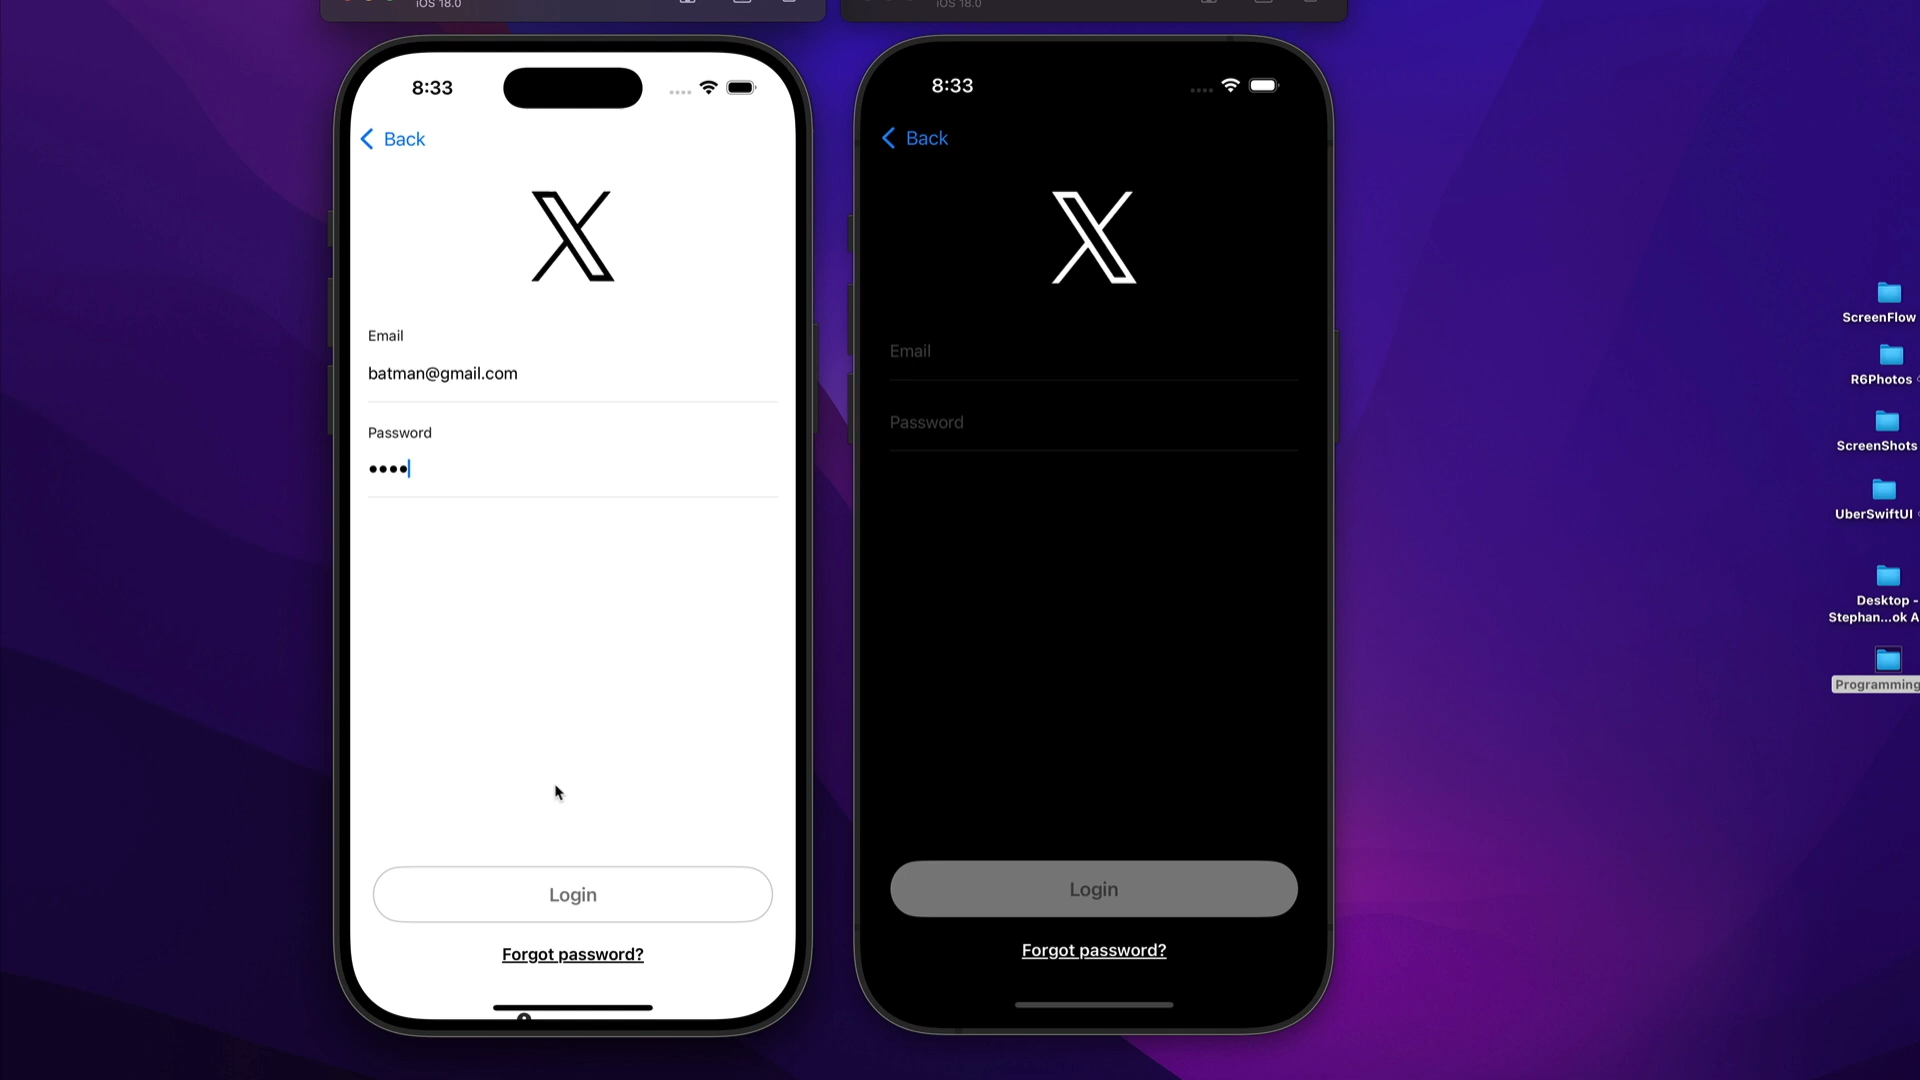 iOS 18.0
iOS 18.0
8:33
Back
X
Email
batman@gmail.com
Password
••••
Login
Forgot password?
8:33
Back
X
Email
Password
Login
Forgot password?
ScreenFlow
R6Photos
ScreenShots
UberSwiftUI
Desktop -
Stephan...ok A
Programming